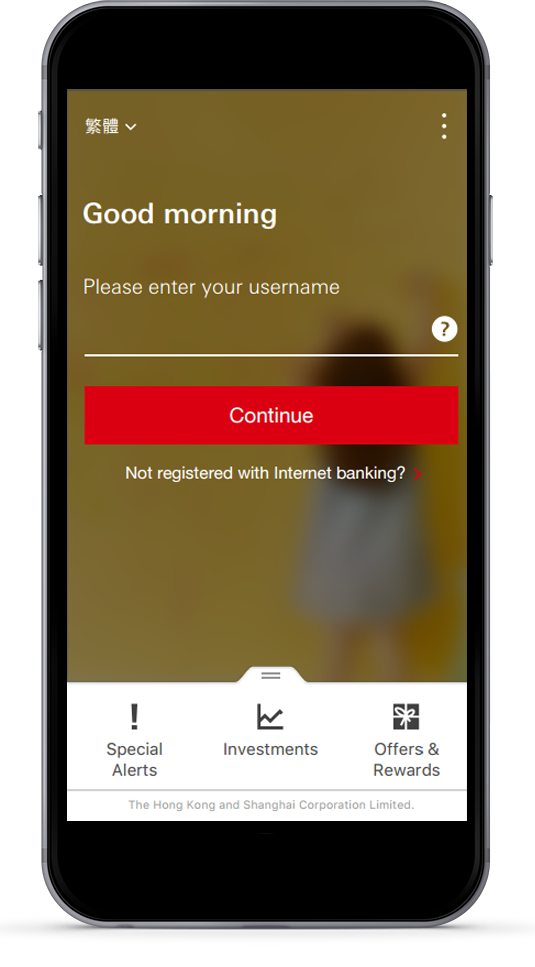 繁體
Good morning
Please enter your username
?
Continue
Not registered with Internet banking?
!
Special
Alerts
Investments
Offers &
Rewards
The Hong Kong and Shanghai Corporation Limited.